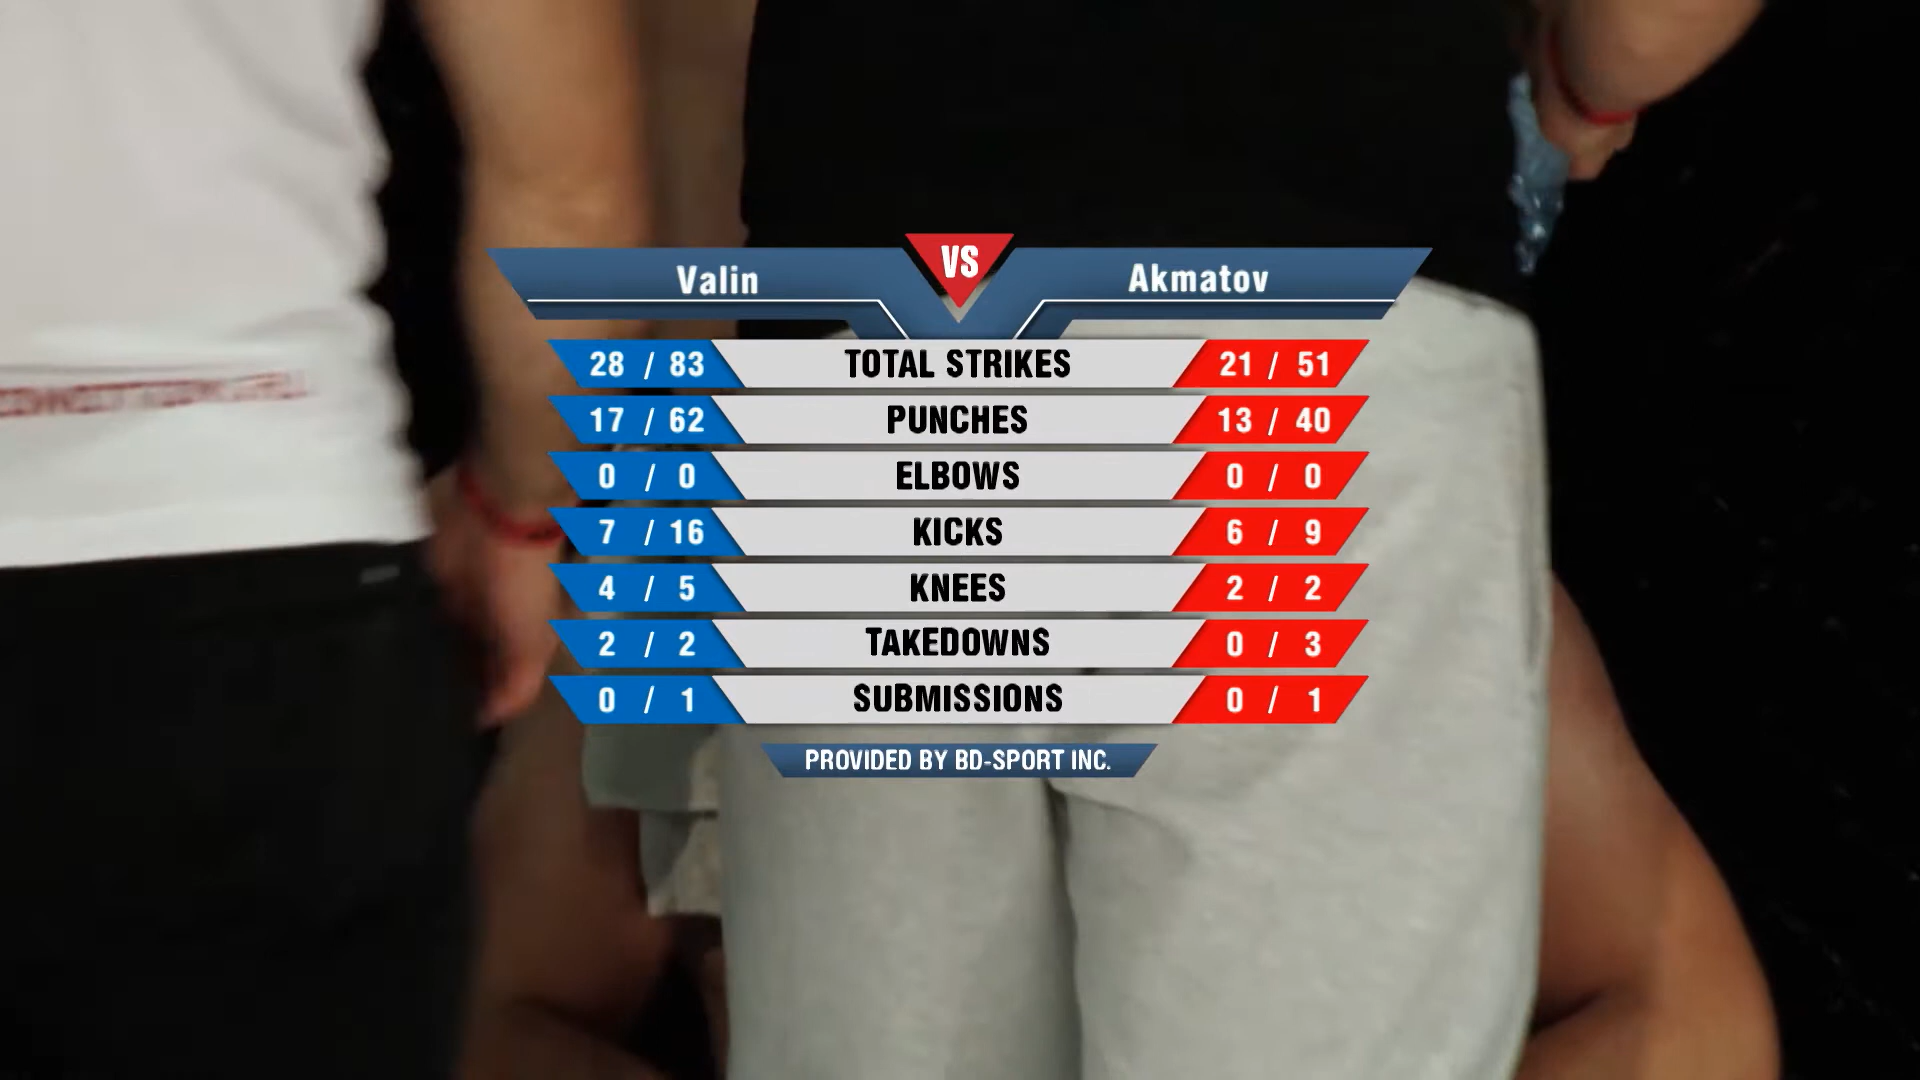 VS
Valin Akmatov
28 / 83 TOTAL STRIKES 21 / 51
17 / 62 PUNCHES 13 / 40
0 / 0 ELBOWS 0 / 0
7 / 16 KICKS 6 / 9
4 / 5 KNEES 2 / 2
2 / 2 TAKEDOWNS 0 / 3
0 / 1 SUBMISSIONS 0 / 1
PROVIDED BY BD-SPORT INC.